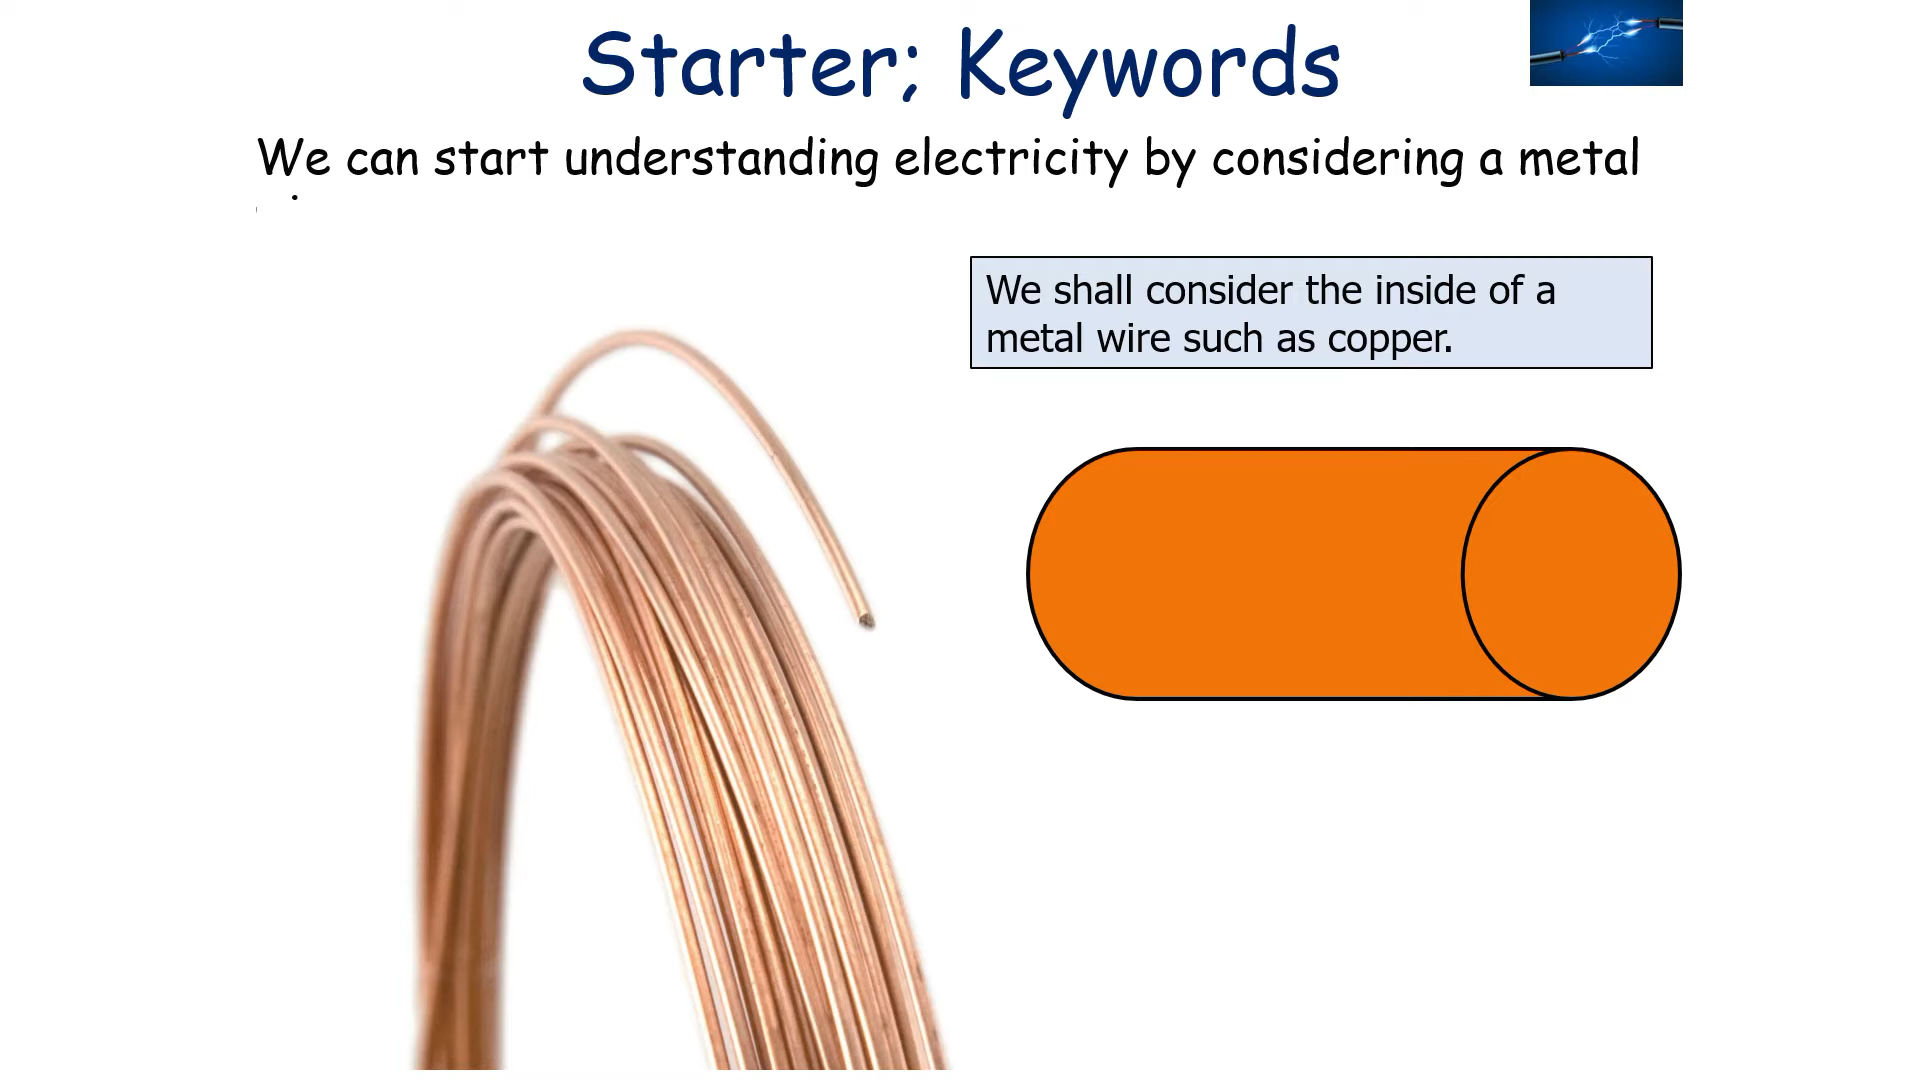 Starter; Keywords
We can start understanding electricity by considering a metal
We shall consider the inside of a
metal wire such as copper.